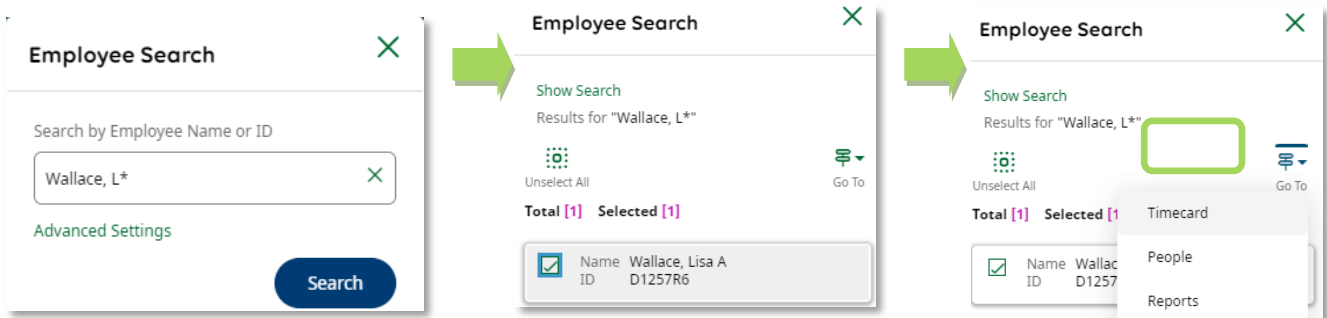 Employee Search
Search by Employee Name or ID
Wallace, L*
Advanced Settings
Search
Employee Search
Show Search
Results for "Wallace, L*"
Unselect All
Go To
Total [1] Selected [1]
Name Wallace, Lisa A
ID D1257R6
Employee Search
Show Search
Results for "Wallace, L*"
Unselect All
Go To
Total [1] Selected [1
Timecard
Name Wallac
People
ID D1257
Reports